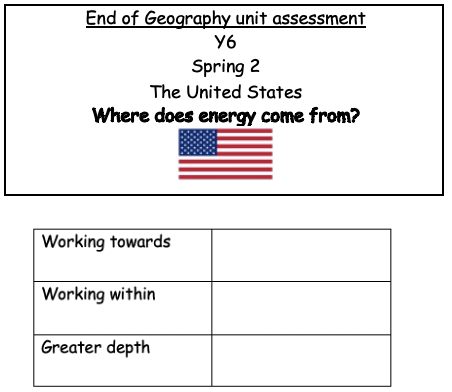 End of Geography unit assessment
Y6
Spring 2
The United States
Where does energy come from?
Working towards
Working within
Greater depth